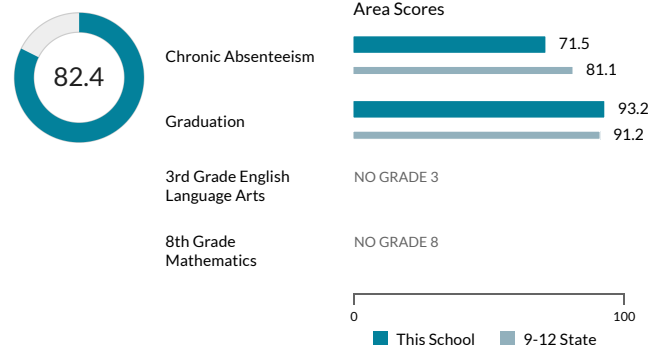 Area Scores
82.4
Chronic Absenteeism
71.5
81.1
Graduation
93.2
91.2
3rd Grade English
Language Arts
NO GRADE 3
8th Grade
Mathematics
NO GRADE 8
0
100
This School
9-12 State